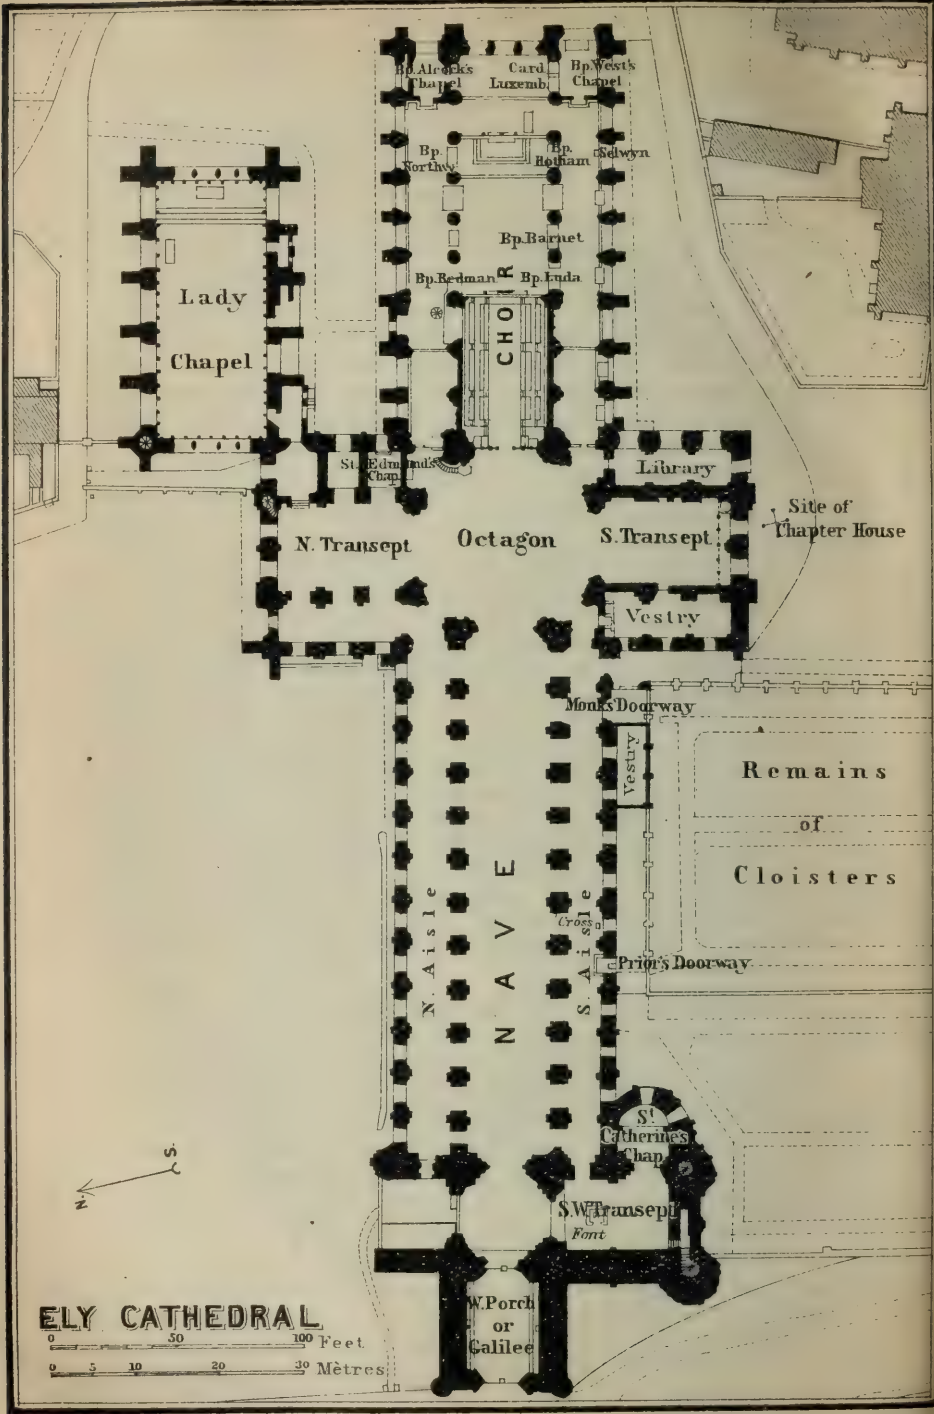 Bp. Alcock's
Chapel
Card.
Luxemb.
Bp. West's
Chapel
Bp.
Northw.
Bp.
Hotham
Selwyn
Bp. Barnet
Bp. Redman
Bp. Luda
CHOIR
Lady
Chapel
St. Edmund's
Chap.
Library
Site of
Chapter House
N. Transept
Octagon
S. Transept
Vestry
Monks' Doorway
Vestry
Remains
of
Cloisters
NAVE
N. Aisle
S. Aisle
Cross
Prior's Doorway
St.
Catherine's
Chap.
S.W. Transept
Font
S.
N.
W. Porch
or
Galilee
ELY CATHEDRAL
0 50 100 Feet
0 5 10 20 30 Mètres